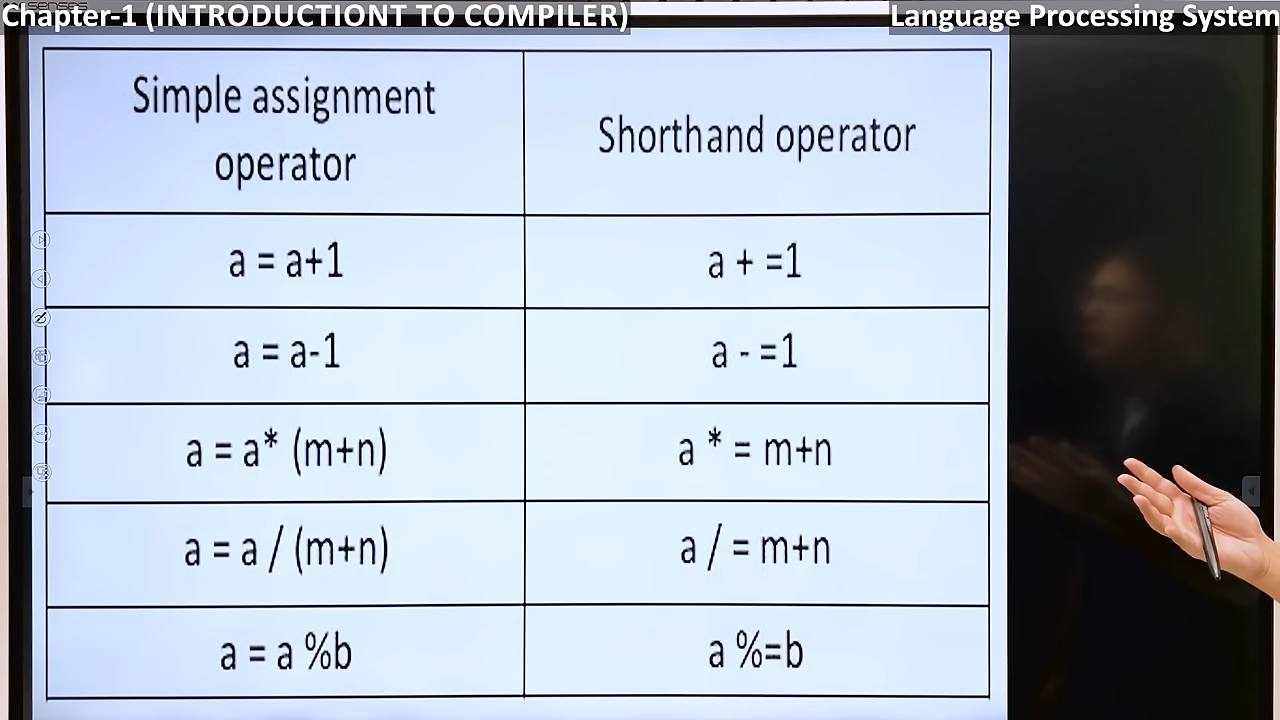 Chapter-1 (INTRODUCTIONT TO COMPILER)
Language Processing System
Simple assignment
operator
Shorthand operator
a = a+1
a + =1
a = a-1
a - =1
a = a* (m+n)
a * = m+n
a = a / (m+n)
a / = m+n
a = a %b
a %=b